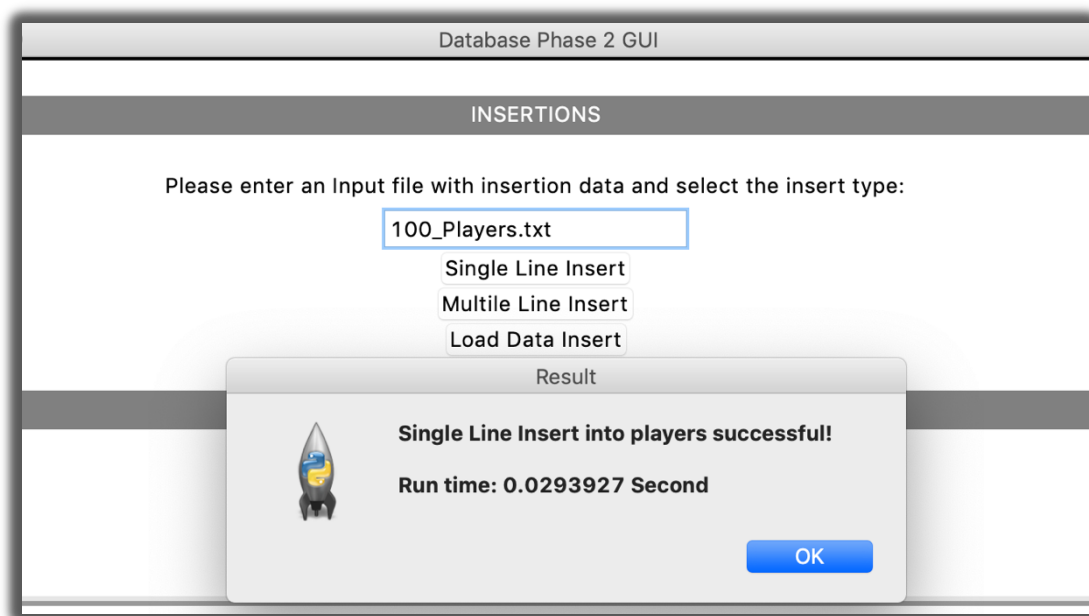 Database Phase 2 GUI
INSERTIONS
Please enter an Input file with insertion data and select the insert type:
100_Players.txt
Single Line Insert
Multile Line Insert
Load Data Insert
Result
Single Line Insert into players successful!
Run time: 0.0293927 Second
OK